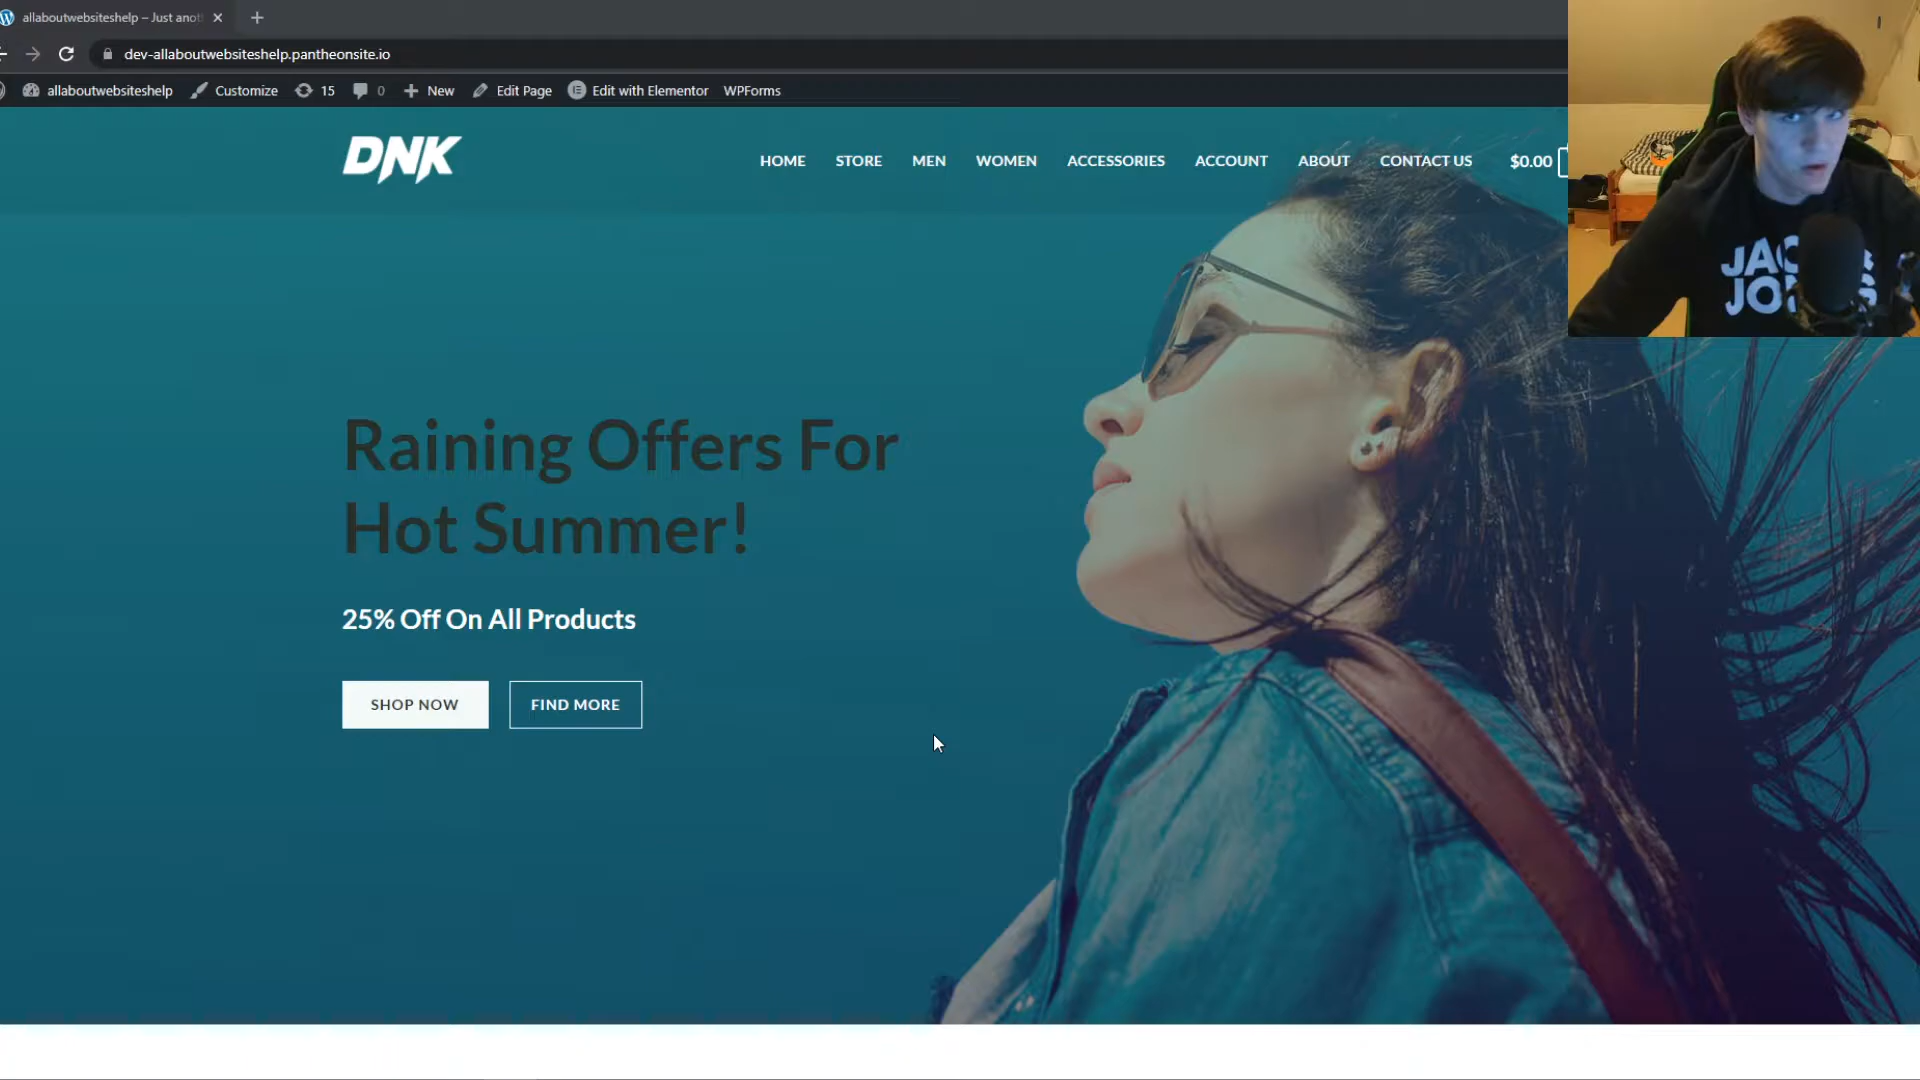 allaboutwebsiteshelp – Just anot
dev-allaboutwebsiteshelp.pantheonsite.io
allaboutwebsiteshelp Customize 15 0 New Edit Page Edit with Elementor WPForms
DNK
HOME STORE MEN WOMEN ACCESSORIES ACCOUNT ABOUT CONTACT US $0.00
Raining Offers For
Hot Summer!
25% Off On All Products
SHOP NOW FIND MORE